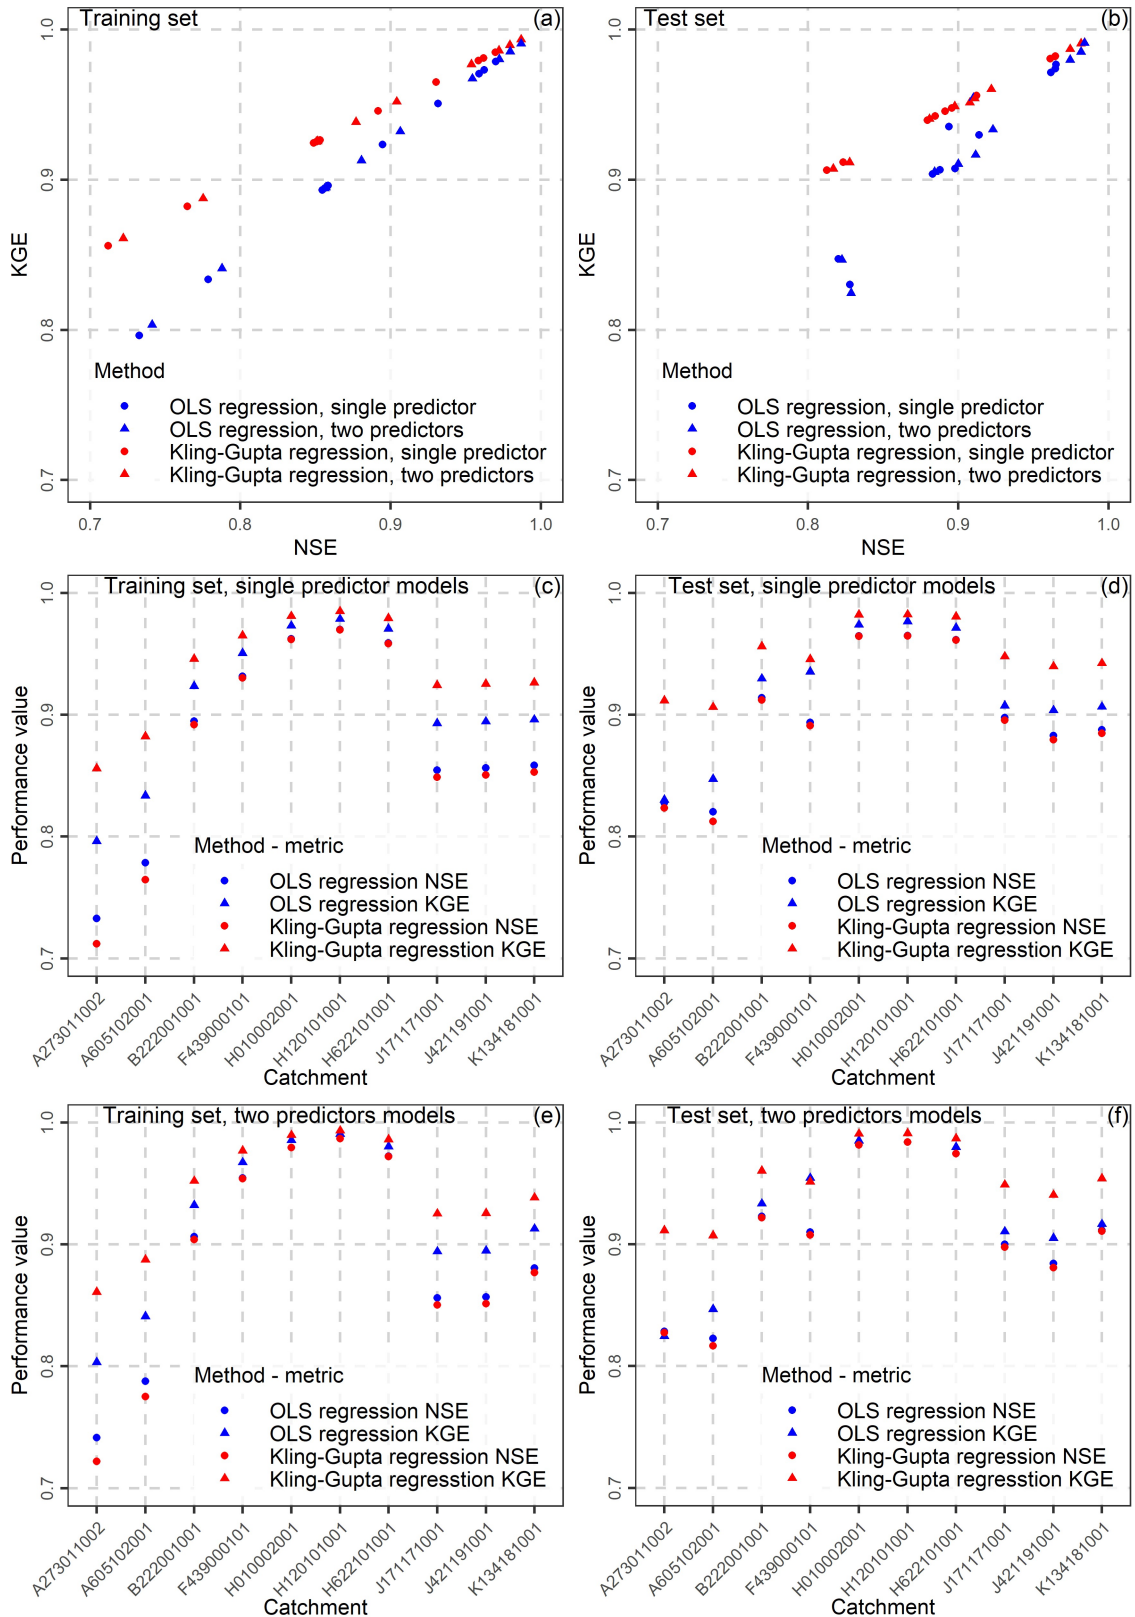 Training set (a)
1.0
0.9
0.8
0.7
KGE
Method
OLS regression, single predictor
OLS regression, two predictors
Kling-Gupta regression, single predictor
Kling-Gupta regression, two predictors
0.7 0.8 0.9 1.0
NSE
Test set (b)
1.0
0.9
0.8
0.7
KGE
Method
OLS regression, single predictor
OLS regression, two predictors
Kling-Gupta regression, single predictor
Kling-Gupta regression, two predictors
0.7 0.8 0.9 1.0
NSE
Training set, single predictor models (c)
1.0
0.9
0.8
0.7
Performance value
Method - metric
OLS regression NSE
OLS regression KGE
Kling-Gupta regression NSE
Kling-Gupta regresstion KGE
A273011002
A605102001
B222001001
F439000101
H010002001
H120101001
H622101001
J171171001
J421191001
K134181001
Catchment
Test set, single predictor models (d)
1.0
0.9
0.8
0.7
Performance value
Method - metric
OLS regression NSE
OLS regression KGE
Kling-Gupta regression NSE
Kling-Gupta regresstion KGE
A273011002
A605102001
B222001001
F439000101
H010002001
H120101001
H622101001
J171171001
J421191001
K134181001
Catchment
Training set, two predictors models (e)
1.0
0.9
0.8
0.7
Performance value
Method - metric
OLS regression NSE
OLS regression KGE
Kling-Gupta regression NSE
Kling-Gupta regresstion KGE
A273011002
A605102001
B222001001
F439000101
H010002001
H120101001
H622101001
J171171001
J421191001
K134181001
Catchment
Test set, two predictors models (f)
1.0
0.9
0.8
0.7
Performance value
Method - metric
OLS regression NSE
OLS regression KGE
Kling-Gupta regression NSE
Kling-Gupta regresstion KGE
A273011002
A605102001
B222001001
F439000101
H010002001
H120101001
H622101001
J171171001
J421191001
K134181001
Catchment